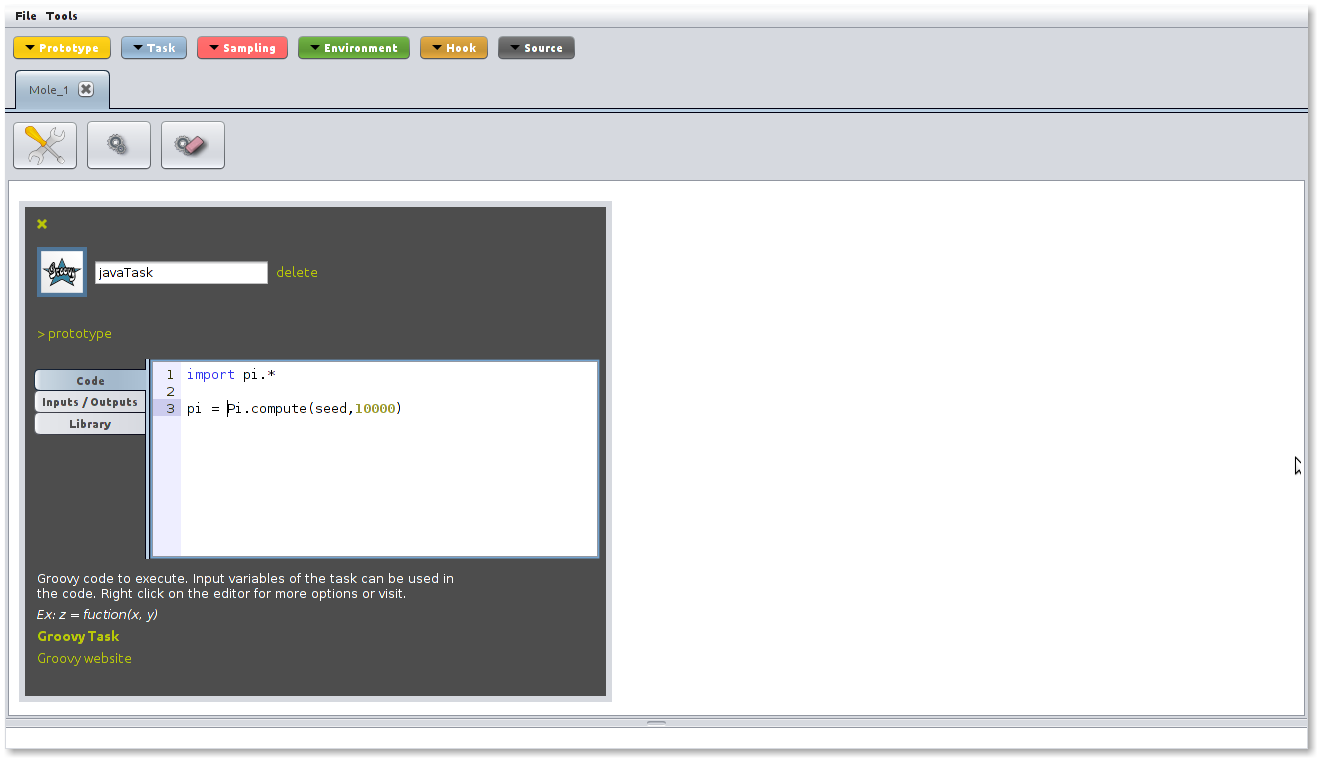 File Tools
Prototype Task Sampling Environment Hook Source
Mole_1
Groovy
javaTask delete
> prototype
Code
Inputs / Outputs
Library
1 import pi.*
2
3 pi = Pi.compute(seed,10000)
Groovy code to execute. Input variables of the task can be used in
the code. Right click on the editor for more options or visit.
Ex: z = fuction(x, y)
Groovy Task
Groovy website